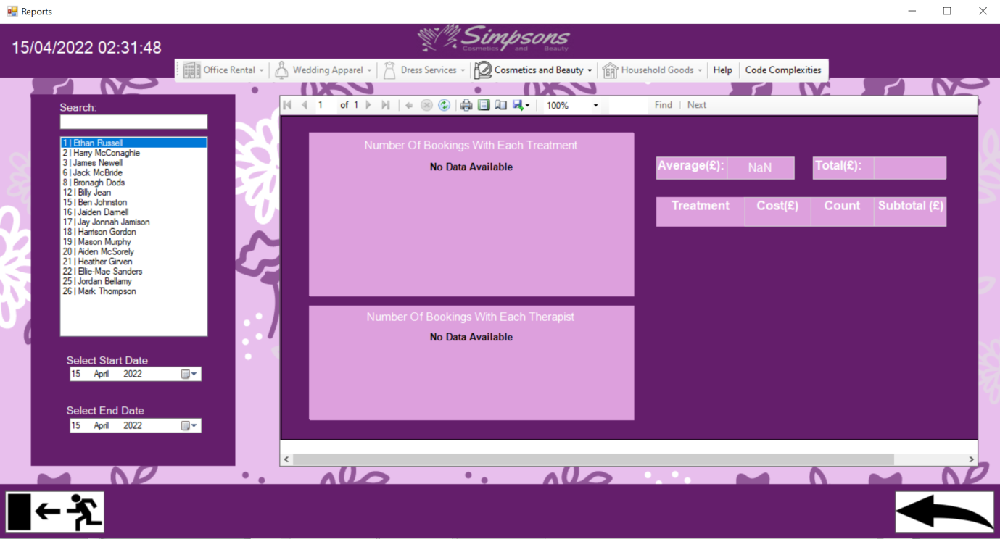 Reports
15/04/2022 02:31:48
Simpsons
Cosmetics and Beauty
Office Rental
Wedding Apparel
Dress Services
Cosmetics and Beauty
Household Goods
Help
Code Complexities
Search:
1 | Ethan Russell
2 | Harry McConaghie
3 | James Newell
6 | Jack McBride
8 | Bronagh Dods
12 | Billy Jean
15 | Ben Johnston
16 | Jaiden Darnell
17 | Jay Jonnah Jamison
18 | Harrison Gordon
19 | Mason Murphy
20 | Aiden McSorely
21 | Heather Girven
22 | Ellie-Mae Sanders
25 | Jordan Bellamy
26 | Mark Thompson
Select Start Date
15 April 2022
Select End Date
15 April 2022
1 of 1
100%
Find | Next
Number Of Bookings With Each Treatment
No Data Available
Average(£): NaN
Total(£):
Treatment Cost(£) Count Subtotal (£)
Number Of Bookings With Each Therapist
No Data Available